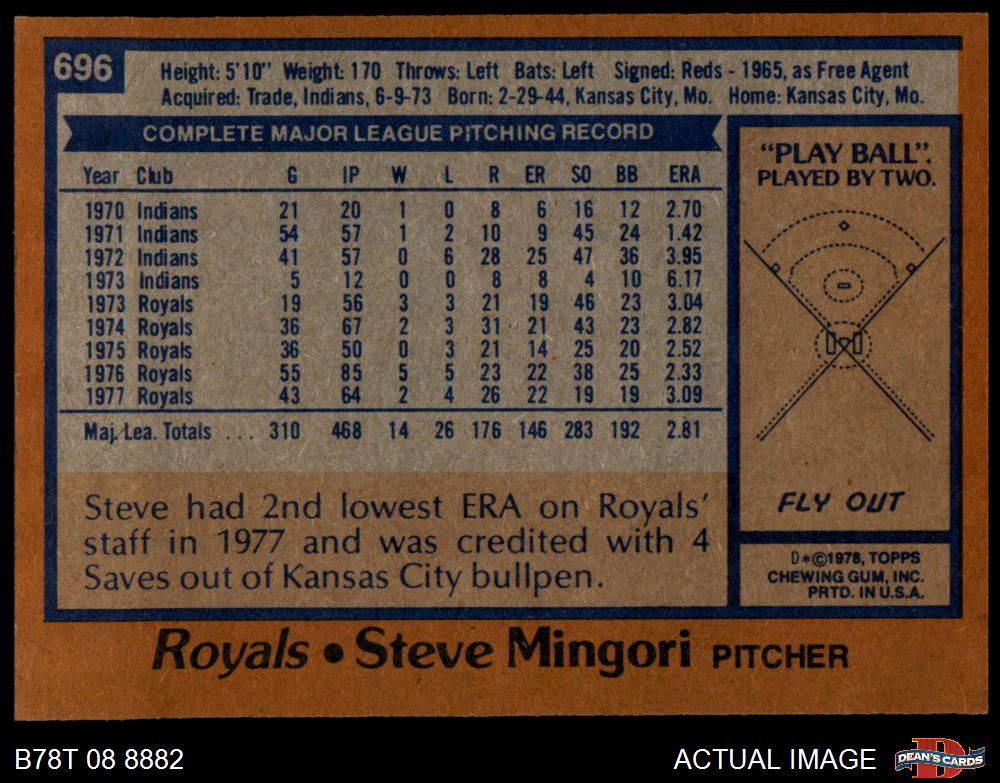 696
Height: 5'10" Weight: 170 Throws: Left Bats: Left Signed: Reds - 1965, as Free Agent
Acquired: Trade, Indians, 6-9-73 Born: 2-29-44, Kansas City, Mo. Home: Kansas City, Mo.
COMPLETE MAJOR LEAGUE PITCHING RECORD
Year Club G IP W L R ER SO BB ERA
1970 Indians 21 20 1 0 8 6 16 12 2.70
1971 Indians 54 57 1 2 10 9 45 24 1.42
1972 Indians 41 57 0 6 28 25 47 36 3.95
1973 Indians 5 12 0 0 8 8 4 10 6.17
1973 Royals 19 56 3 3 21 19 46 23 3.04
1974 Royals 36 67 2 3 31 21 43 23 2.82
1975 Royals 36 50 0 3 21 14 25 20 2.52
1976 Royals 55 85 5 5 23 22 38 25 2.33
1977 Royals 43 64 2 4 26 22 19 19 3.09
Maj. Lea. Totals ... 310 468 14 26 176 146 283 192 2.81
Steve had 2nd lowest ERA on Royals'
staff in 1977 and was credited with 4
Saves out of Kansas City bullpen.
"PLAY BALL".
PLAYED BY TWO.
FLY OUT
D*©1978, TOPPS
CHEWING GUM, INC.
PRTD. IN U.S.A.
Royals • Steve Mingori PITCHER
B78T 08 8882
ACTUAL IMAGE
D
DEAN'S CARDS